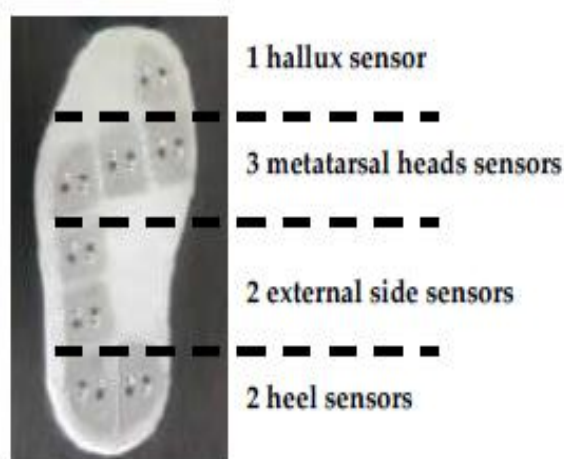 1 hallux sensor
3 metatarsal heads sensors
2 external side sensors
2 heel sensors